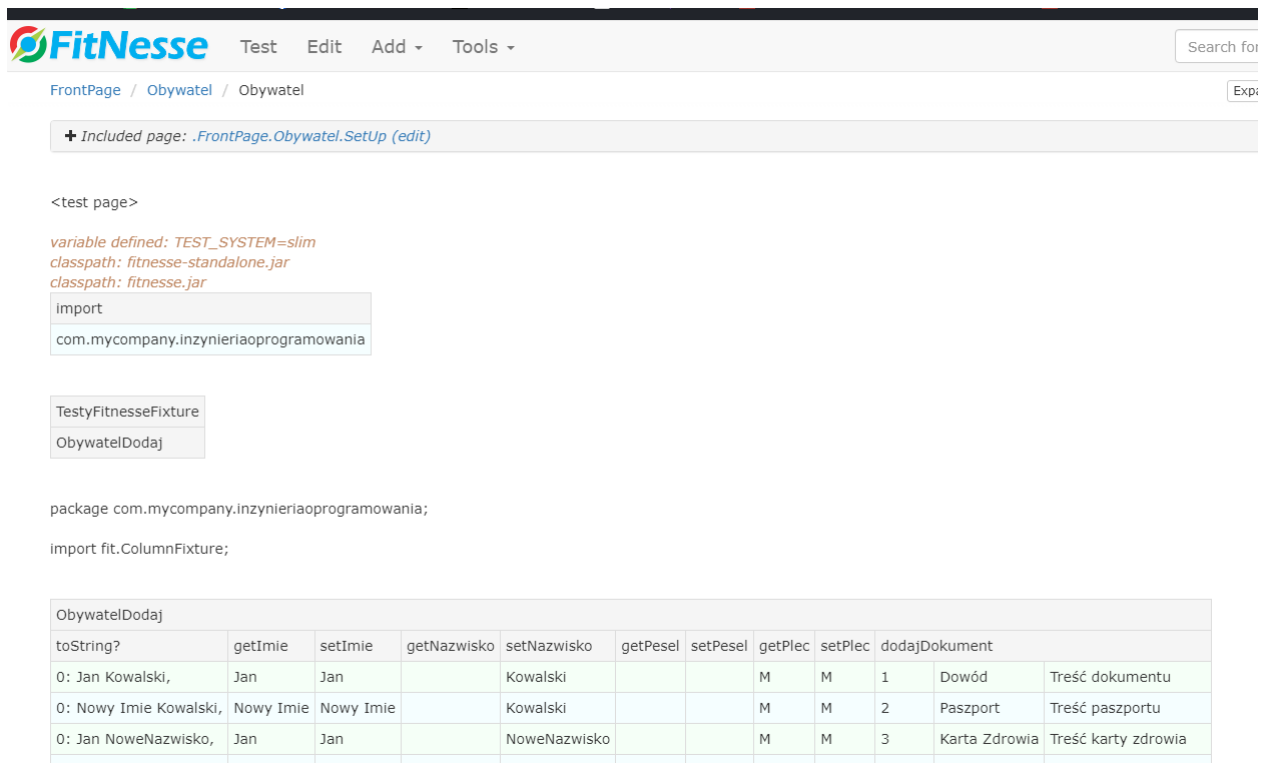 FitNesse Test Edit Add Tools Search for
FrontPage / Obywatel / Obywatel Expa
Included page: .FrontPage.Obywatel.SetUp (edit)
<test page>
variable defined: TEST_SYSTEM=slim
classpath: fitnesse-standalone.jar
classpath: fitnesse.jar
import
com.mycompany.inzynieriaoprogramowania
TestyFitnesseFixture
ObywatelDodaj
package com.mycompany.inzynieriaoprogramowania;
import fit.ColumnFixture;
ObywatelDodaj
toString? getImie setImie getNazwisko setNazwisko getPesel setPesel getPlec setPlec dodajDokument
0: Jan Kowalski, Jan Jan Kowalski M M 1 Dowód Treść dokumentu
0: Nowy Imie Kowalski, Nowy Imie Nowy Imie Kowalski M M 2 Paszport Treść paszportu
0: Jan NoweNazwisko, Jan Jan NoweNazwisko M M 3 Karta Zdrowia Treść karty zdrowia